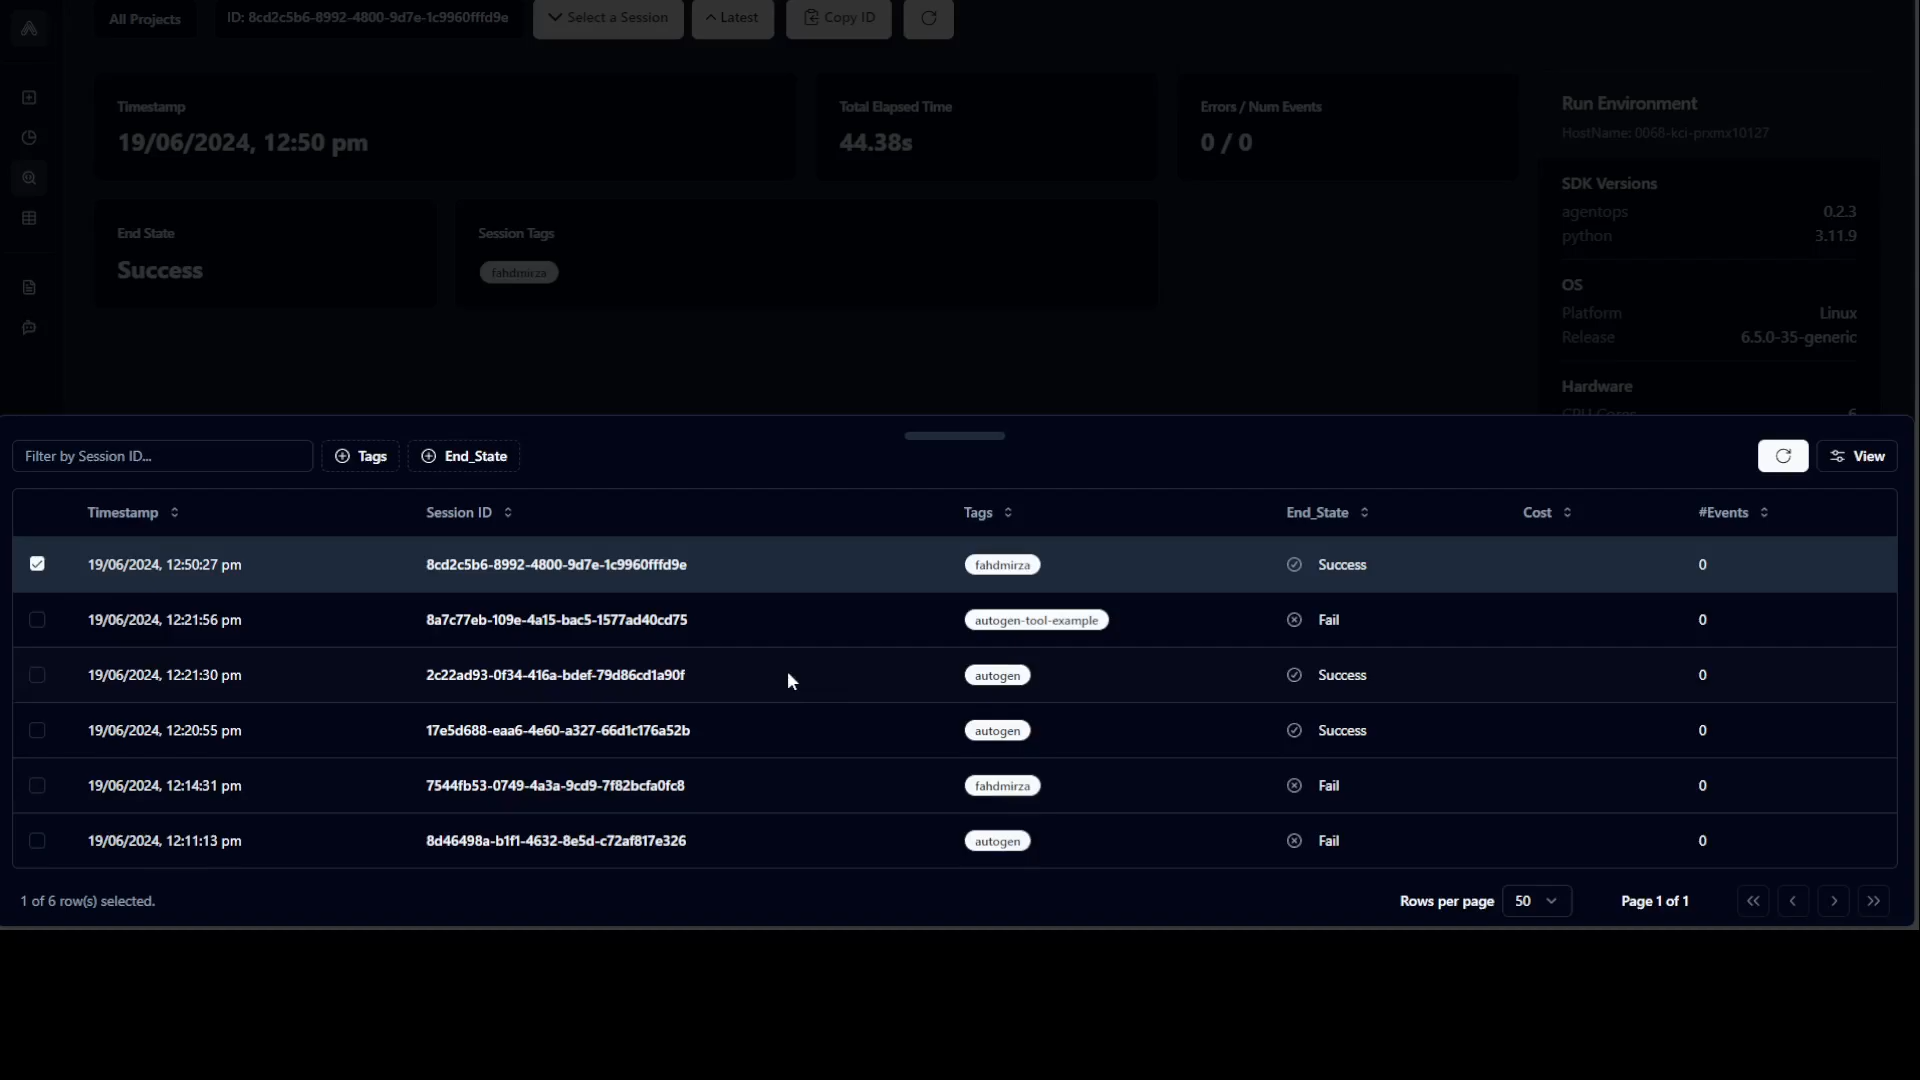 All Projects ID: 8cd2c5b6-8992-4800-9d7e-1c9960fffd9e Select a Session Latest Copy ID
Timestamp
19/06/2024, 12:50 pm
Total Elapsed Time
44.38s
Errors / Num Events
0 / 0
End State
Success
Session Tags
fahdmirza
Run Environment
HostName: 0068-kci-prxmx10127
SDK Versions
agentops 0.2.3
python 3.11.9
OS
Platform Linux
Release 6.5.0-35-generic
Hardware
CPU Cores 6
Filter by Session ID... Tags End_State View
Timestamp Session ID Tags End_State Cost #Events
19/06/2024, 12:50:27 pm 8cd2c5b6-8992-4800-9d7e-1c9960fffd9e fahdmirza Success 0
19/06/2024, 12:21:56 pm 8a7c77eb-109e-4a15-bac5-1577ad40cd75 autogen-tool-example Fail 0
19/06/2024, 12:21:30 pm 2c22ad93-0f34-416a-bdef-79d86cd1a90f autogen Success 0
19/06/2024, 12:20:55 pm 17e5d688-eaa6-4e60-a327-66d1c176a52b autogen Success 0
19/06/2024, 12:14:31 pm 7544fb53-0749-4a3a-9cd9-7f82bcfa0fc8 fahdmirza Fail 0
19/06/2024, 12:11:13 pm 8d46498a-b1f1-4632-8e5d-c72af817e326 autogen Fail 0
1 of 6 row(s) selected. Rows per page 50 Page 1 of 1